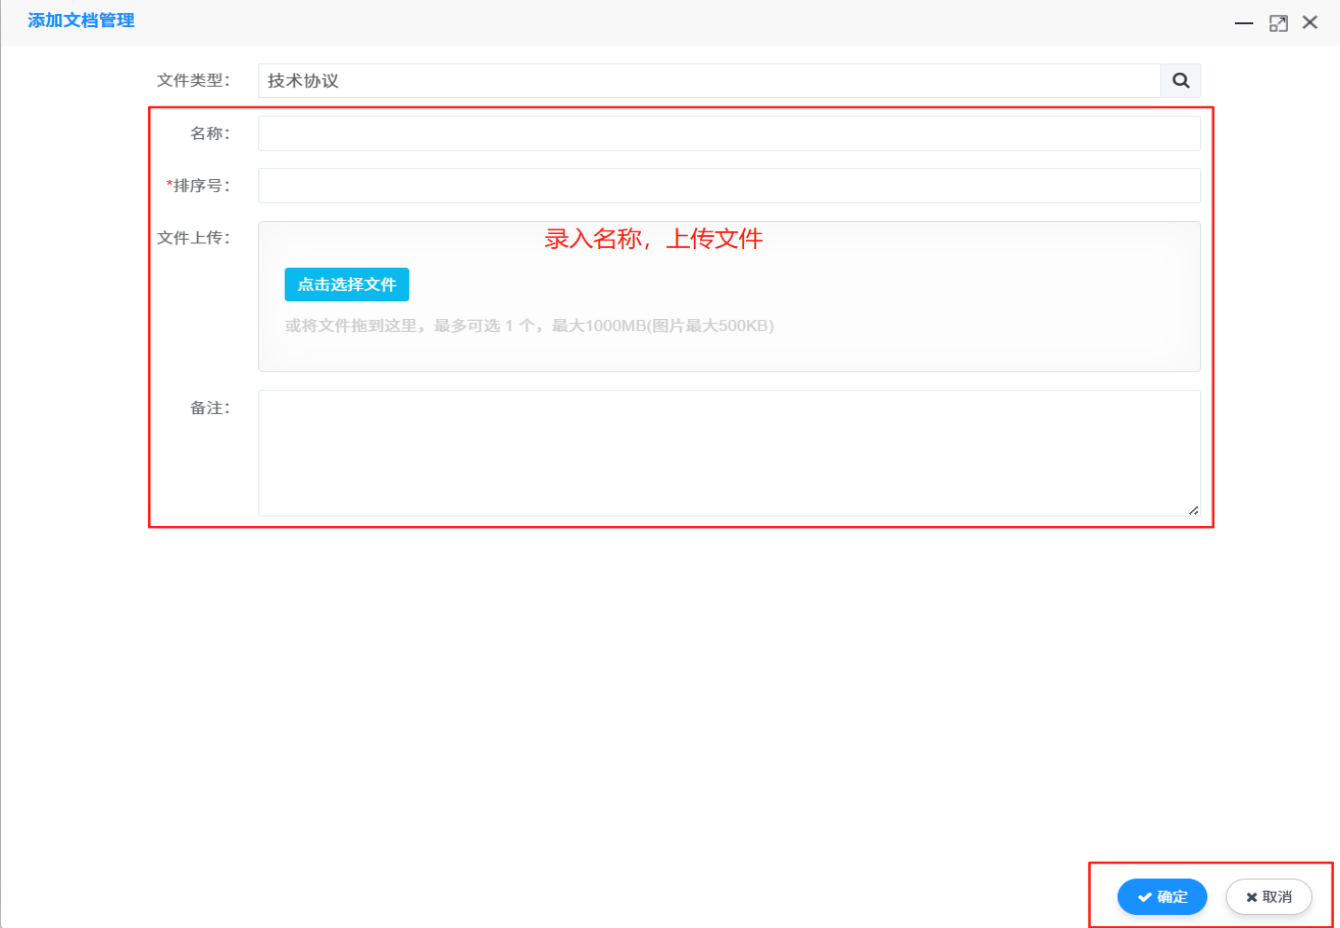 添加文档管理
文件类型： 技术协议
名称：
*排序号：
文件上传： 录入名称，上传文件
点击选择文件
或将文件拖到这里，最多可选 1 个，最大1000MB(图片最大500KB)
备注：
确定 取消